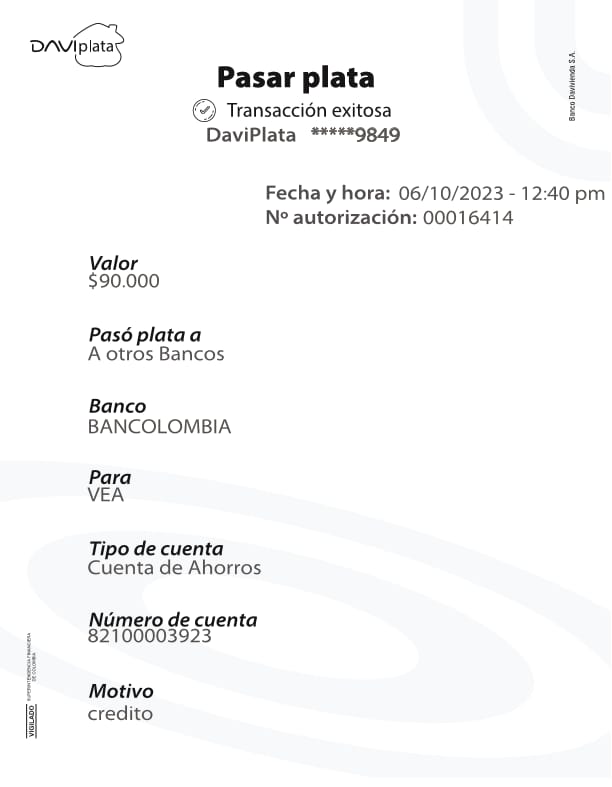 DAVIplata
Banco Davivienda S.A.
Pasar plata
Transacción exitosa
DaviPlata *****9849
Fecha y hora: 06/10/2023 - 12:40 pm
Nº autorización: 00016414
Valor
$90.000
Pasó plata a
A otros Bancos
Banco
BANCOLOMBIA
Para
VEA
Tipo de cuenta
Cuenta de Ahorros
Número de cuenta
82100003923
Motivo
credito
VIGILADO
SUPERINTENDENCIA FINANCIERA
DE COLOMBIA